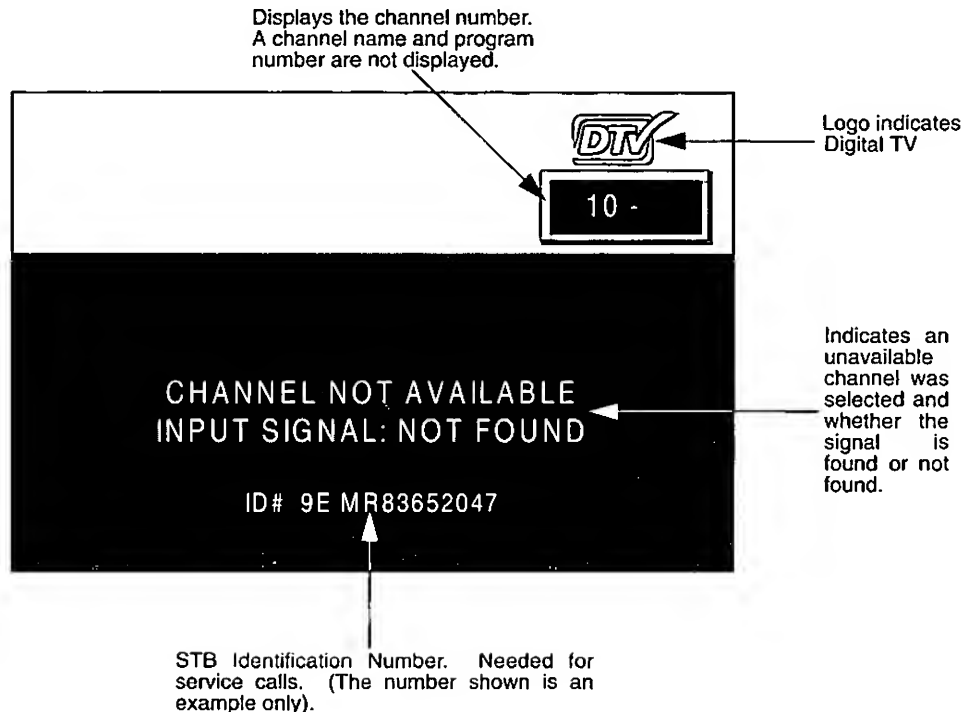 Displays the channel number.
A channel name and program
number are not displayed.
DTV
Logo indicates
Digital TV
10 -
Indicates an
unavailable
channel was
selected and
whether the
signal is
found or not
found.
CHANNEL NOT AVAILABLE
INPUT SIGNAL: NOT FOUND
ID# 9E MR83652047
STB Identification Number. Needed for
service calls. (The number shown is an
example only).